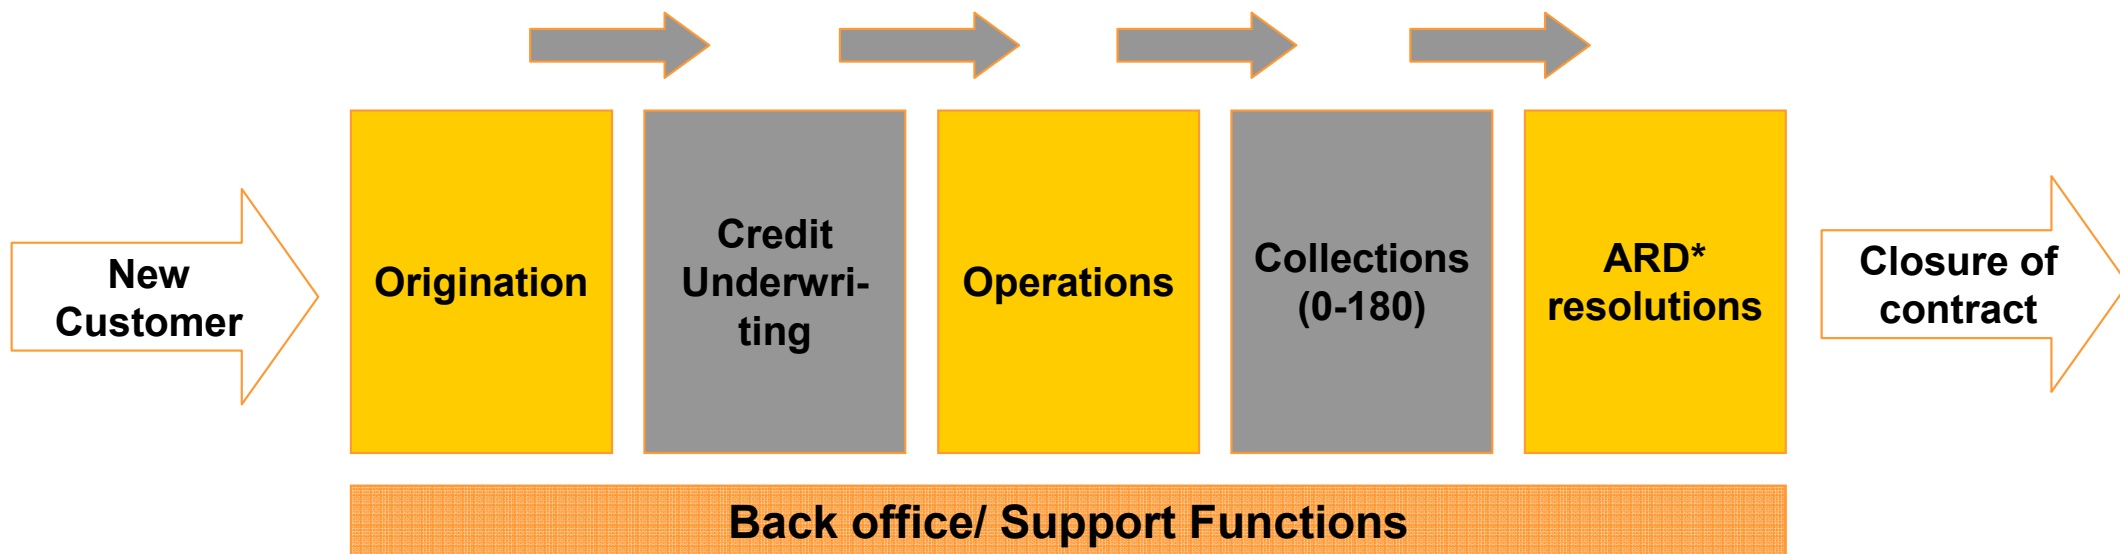 New
Customer
Origination
Credit
Underwri-
ting
Operations
Collections
(0-180)
ARD*
resolutions
Closure of
contract
Back office/ Support Functions